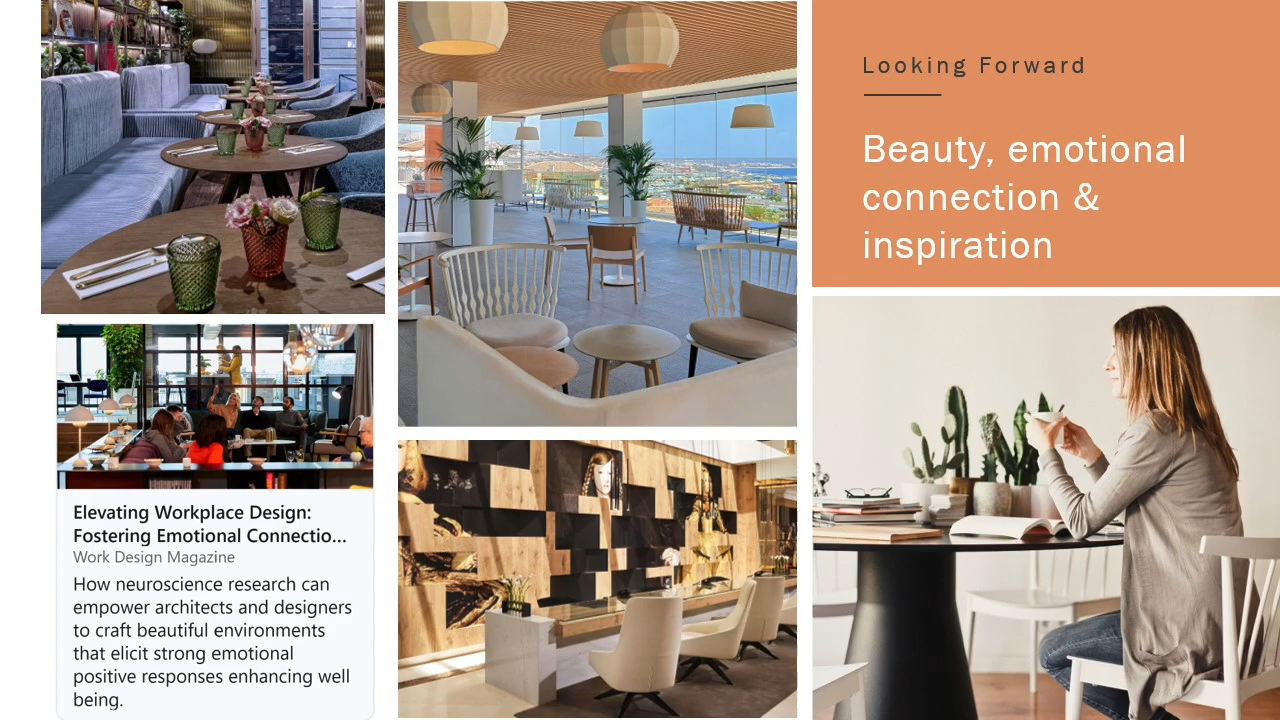 Looking Forward
Beauty, emotional
connection &
inspiration
Elevating Workplace Design:
Fostering Emotional Connectio...
Work Design Magazine
How neuroscience research can
empower architects and designers
to craft beautiful environments
that elicit strong emotional
positive responses enhancing well
being.